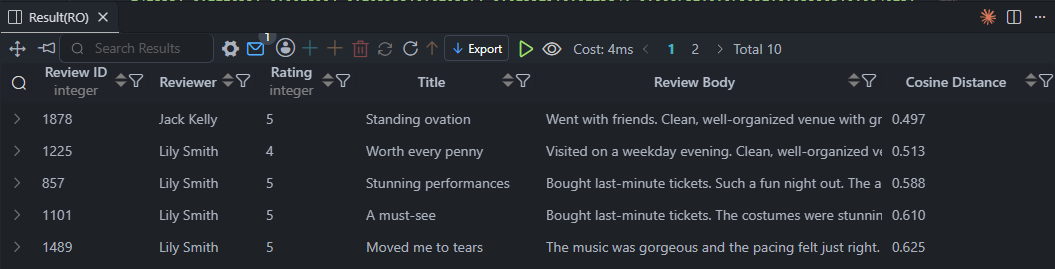 Result(RO)
Search Results 1 Export Cost: 4ms 1 2 Total 10
Review ID integer Reviewer Rating integer Title Review Body Cosine Distance
1878 Jack Kelly 5 Standing ovation Went with friends. Clean, well-organized venue with gr 0.497
1225 Lily Smith 4 Worth every penny Visited on a weekday evening. Clean, well-organized ve 0.513
857 Lily Smith 5 Stunning performances Bought last-minute tickets. Such a fun night out. The a 0.588
1101 Lily Smith 5 A must-see Bought last-minute tickets. The costumes were stunnin 0.610
1489 Lily Smith 5 Moved me to tears The music was gorgeous and the pacing felt just right. 0.625